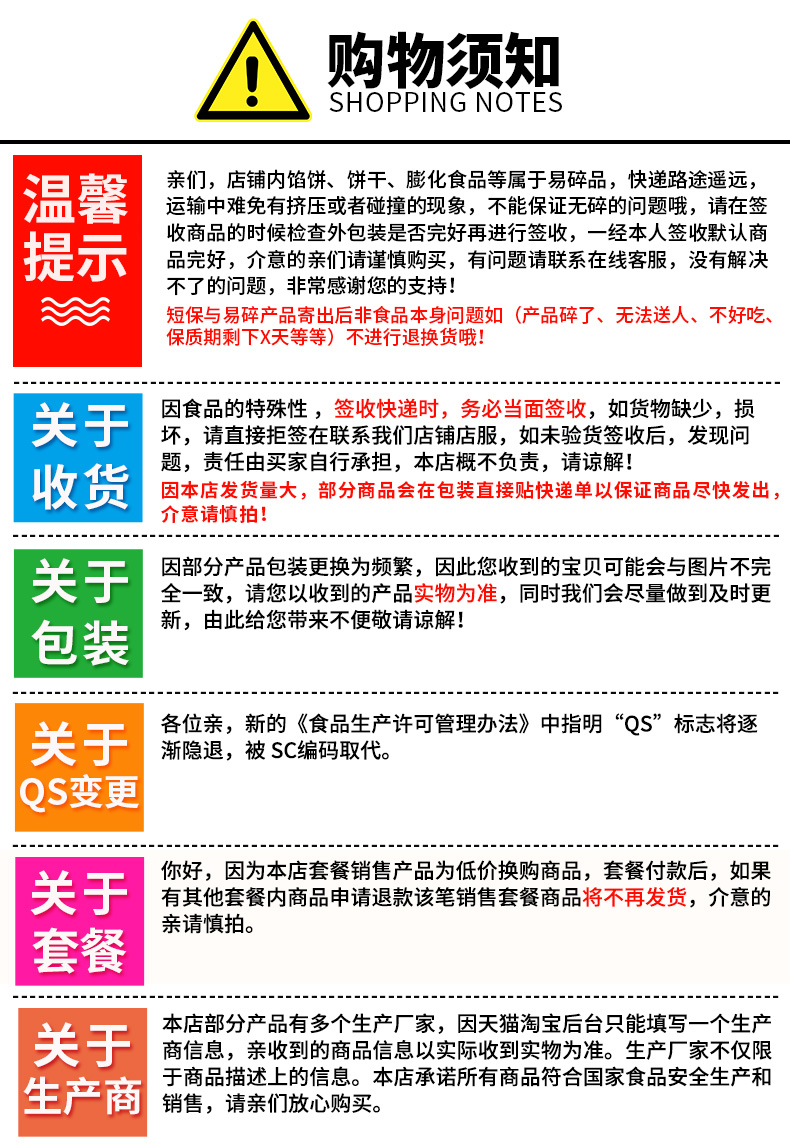 购物须知
SHOPPING NOTES
温馨
提示
亲们，店铺内馅饼、饼干、膨化食品等属于易碎品，快递路途遥远，
运输中难免有挤压或者碰撞的现象，不能保证无碎的问题哦，请在签
收商品的时候检查外包装是否完好再进行签收，一经本人签收默认商
品完好，介意的亲们请谨慎购买，有问题请联系在线客服，没有解决
不了的问题，非常感谢您的支持！
短保与易碎产品寄出后非食品本身问题如（产品碎了、无法送人、不好吃、
保质期剩下X天等等）不进行退换货哦！
关于
收货
因食品的特殊性 ，签收快递时，务必当面签收，如货物缺少，损
坏，请直接拒签在联系我们店铺店服，如未验货签收后，发现问
题，责任由买家自行承担，本店概不负责，请谅解！
因本店发货量大，部分商品会在包装直接贴快递单以保证商品尽快发出，
介意请慎拍！
关于
包装
因部分产品包装更换为频繁，因此您收到的宝贝可能会与图片不完
全一致，请您以收到的产品实物为准，同时我们会尽量做到及时更
新，由此给您带来不便敬请谅解！
关于
QS变更
各位亲，新的《食品生产许可管理办法》中指明“QS”标志将逐
渐隐退，被 SC编码取代。
关于
套餐
你好，因为本店套餐销售产品为低价换购商品，套餐付款后，如果
有其他套餐内商品申请退款该笔销售套餐商品将不再发货，介意的
亲请慎拍。
关于
生产商
本店部分产品有多个生产厂家，因天猫淘宝后台只能填写一个生产
商信息，亲收到的商品信息以实际收到实物为准。生产厂家不仅限
于商品描述上的信息。本店承诺所有商品符合国家食品安全生产和
销售，请亲们放心购买。